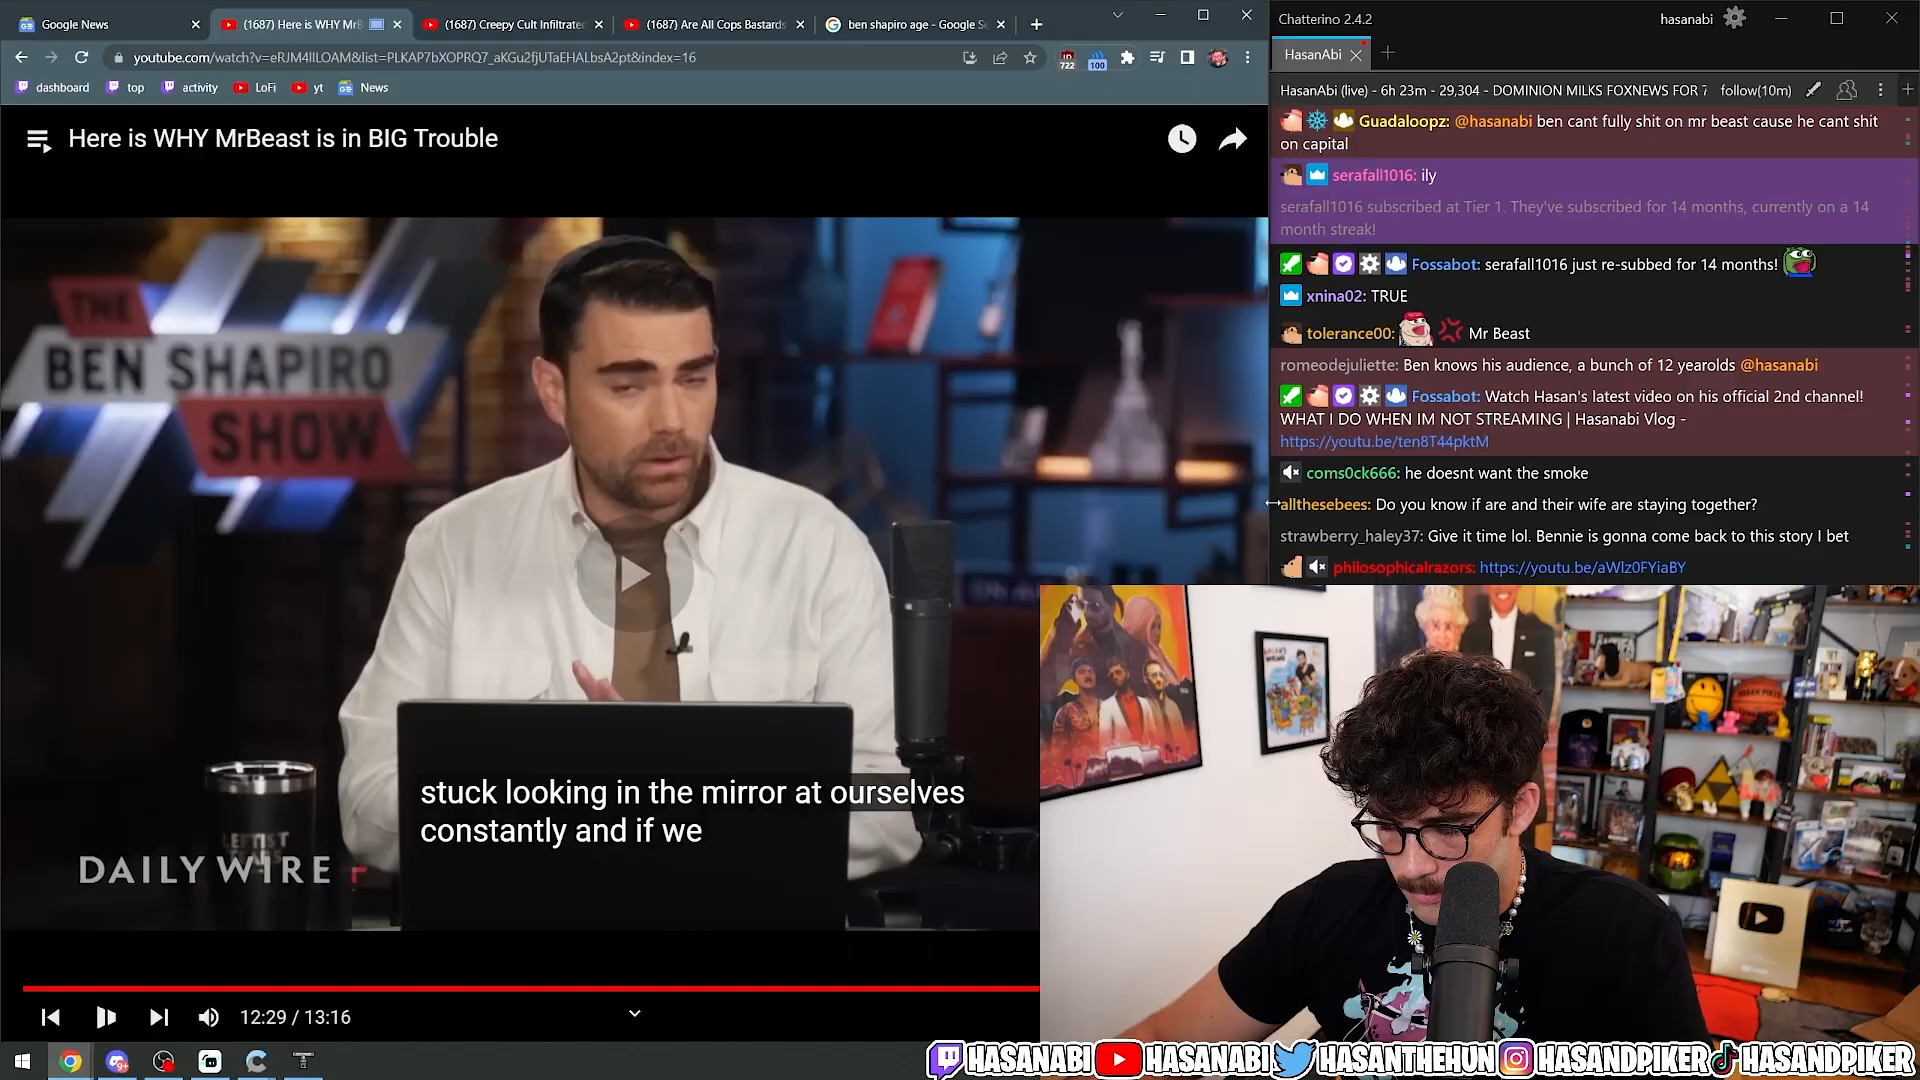 Google News
(1687) Here is WHY MrB
(1687) Creepy Cult Infiltrate
(1687) Are All Cops Bastards
ben shapiro age - Google Se
youtube.com/watch?v=eRJM4lILOAM&list=PLKAP7bXOPRQ7_aKGu2fjUTaEHALbsA2pt&index=16
722
100
dashboard
top
activity
LoFi
yt
News
Here is WHY MrBeast is in BIG Trouble
THE
BEN SHAPIRO
SHOW
LEFTIST
DAILY WIRE
stuck looking in the mirror at ourselves
constantly and if we
12:29 / 13:16
Chatterino 2.4.2
hasanabi
HasanAbi
HasanAbi (live) - 6h 23m - 29,304 - DOMINION MILKS FOXNEWS FOR 7
follow(10m)
Guadaloopz: @hasanabi ben cant fully shit on mr beast cause he cant shit
on capital
serafall1016: ily
serafall1016 subscribed at Tier 1. They've subscribed for 14 months, currently on a 14
month streak!
Fossabot: serafall1016 just re-subbed for 14 months!
xnina02: TRUE
tolerance00: Mr Beast
romeodejuliette: Ben knows his audience, a bunch of 12 yearolds @hasanabi
Fossabot: Watch Hasan's latest video on his official 2nd channel!
WHAT I DO WHEN IM NOT STREAMING | Hasanabi Vlog -
https://youtu.be/ten8T44pktM
coms0ck666: he doesnt want the smoke
allthesebees: Do you know if are and their wife are staying together?
strawberry_haley37: Give it time lol. Bennie is gonna come back to this story I bet
philosophicalrazors: https://youtu.be/aWlz0FYiaBY
HASANABI
HASANABI
HASANTHEHUN
HASANDPIKER
HASANDPIKER